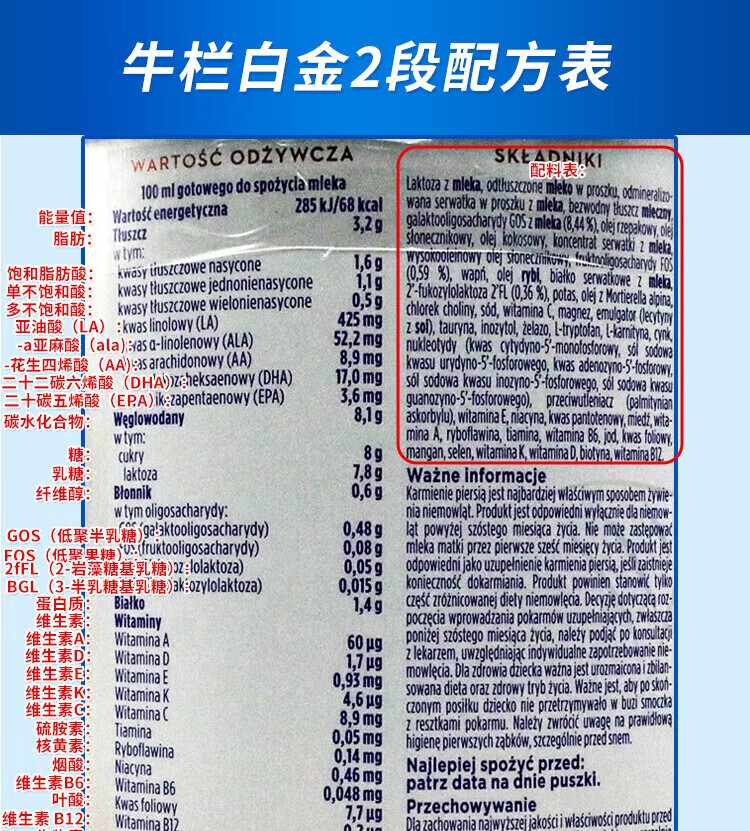 牛栏白金2段配方表
WARTOŚĆ ODŻYWCZA
100 ml gotowego do spożycia mleka
能量值: Wartość energetyczna 285 kJ/68 kcal
脂肪: Tłuszcz 3,2 g
w tym:
饱和脂肪酸: kwasy tłuszczowe nasycone 1,6 g
单不饱和酸: kwasy tłuszczowe jednonienasycone 1,1 g
多不饱和酸: kwasy tłuszczowe wielonienasycone 0,5 g
亚油酸（LA）: kwas linolowy (LA) 425 mg
-a亚麻酸（ala): kwas α-linolenowy (ALA) 52,2 mg
-花生四烯酸（AA): kwas arachidonowy (AA) 8,9 mg
二十二碳六烯酸（DHA）: heksaenowy (DHA) 17,0 mg
二十碳五烯酸（EPA）: zapentaenowy (EPA) 3,6 mg
碳水化合物: Węglowodany 8,1 g
w tym:
糖: cukry 8 g
乳糖: laktoza 7,8 g
纤维醇: Błonnik 0,6 g
w tym oligosacharydy:
GOS（低聚半乳糖）: (galaktooligosacharydy) 0,48 g
FOS（低聚果糖）: (fruktooligosacharydy) 0,08 g
2fFL（2-岩藻糖基乳糖）: olaktoza) 0,05 g
BGL（3-半乳糖基乳糖）: ozylolaktoza) 0,015 g
蛋白质: Białko 1,4 g
维生素: Witaminy
维生素A: Witamina A 60 µg
维生素D: Witamina D 1,7 µg
维生素E: Witamina E 0,93 mg
维生素K: Witamina K 4,6 µg
维生素C: Witamina C 8,9 mg
硫胺素: Tiamina 0,05 mg
核黄素: Ryboflawina 0,14 mg
烟酸: Niacyna 0,46 mg
维生素B6: Witamina B6 0,048 mg
叶酸: Kwas foliowy 7,7 µg
维生素 B12: Witamina B12
SKŁADNIKI
配料表:
Laktoza z mleka, odtłuszczone mleko w proszku, odmineralizo-
wana serwatka w proszku z mleka, bezwodny tłuszcz mleczny,
galaktooligosacharydy GOS z mleka (8,44 %), olej rzepakowy, olej
słonecznikowy, olej kokosowy, koncentrat serwatki z mleka,
wysokooleinowy olej słonecznikowy, fruktooligosacharydy FOS
(0,59 %), wapń, olej rybi, białko serwatkowe z mleka,
2'-fukozylolaktoza 2'FL (0,36 %), potas, olej z Mortierella alpina,
chlorek choliny, sód, witamina C, magnez, emulgator (lecytyny
z soi), tauryna, inozytol, żelazo, L-tryptofan, L-karnityna, cynk,
nukleotydy (kwas cytydyno-5'-monofosforowy, sól sodowa
kwasu urydyno-5'-fosforowego, kwas adenozyno-5'-fosforowy,
sól sodowa kwasu inozyno-5'-fosforowego, sól sodowa kwasu
guanozyno-5'-fosforowego), przeciwutleniacz (palmitynian
askorbylu), witamina E, niacyna, kwas pantotenowy, miedź, wita-
mina A, ryboflawina, tiamina, witamina B6, jod, kwas foliowy,
mangan, selen, witamina K, witamina D, biotyna, witamina B12.
Ważne informacje
Karmienie piersią jest najbardziej właściwym sposobem żywie-
nia niemowląt. Produkt jest odpowiedni wyłącznie dla niemow-
ląt powyżej szóstego miesiąca życia. Nie może zastępować
mleka matki przez pierwsze sześć miesięcy życia. Produkt jest
odpowiedni jako uzupełnienie karmienia piersią, jeśli zaistnieje
konieczność dokarmiania. Produkt powinien stanowić tylko
część zróżnicowanej diety niemowlęcia. Decyzję dotyczącą roz-
poczęcia wprowadzania pokarmów uzupełniających, zwłaszcza
poniżej szóstego miesiąca życia, należy podjąć po konsultacji
z lekarzem, uwzględniając indywidualne zapotrzebowanie nie-
mowlęcia. Dla zdrowia dziecka ważna jest urozmaicona i zbilan-
sowana dieta oraz zdrowy tryb życia. Ważne jest, aby po skoń-
czonym posiłku dziecko nie przetrzymywało w buzi smoczka
z resztkami pokarmu. Należy zwrócić uwagę na prawidłową
higienę pierwszych ząbków, szczególnie przed snem.
Najlepiej spożyć przed:
patrz data na dnie puszki.
Przechowywanie
Dla zachowania najwyższej jakości i właściwości produktu przed